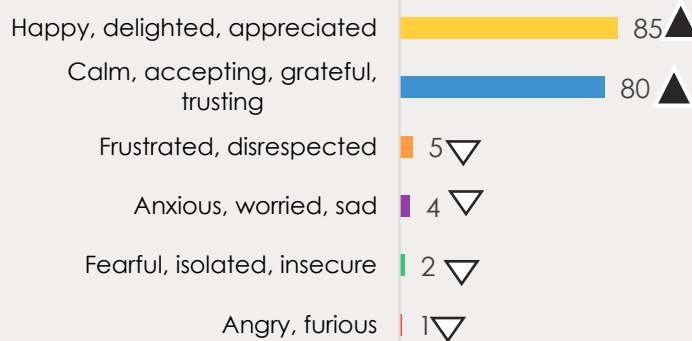 Happy, delighted, appreciated 85
Calm, accepting, grateful,
trusting 80
Frustrated, disrespected 5
Anxious, worried, sad 4
Fearful, isolated, insecure 2
Angry, furious 1